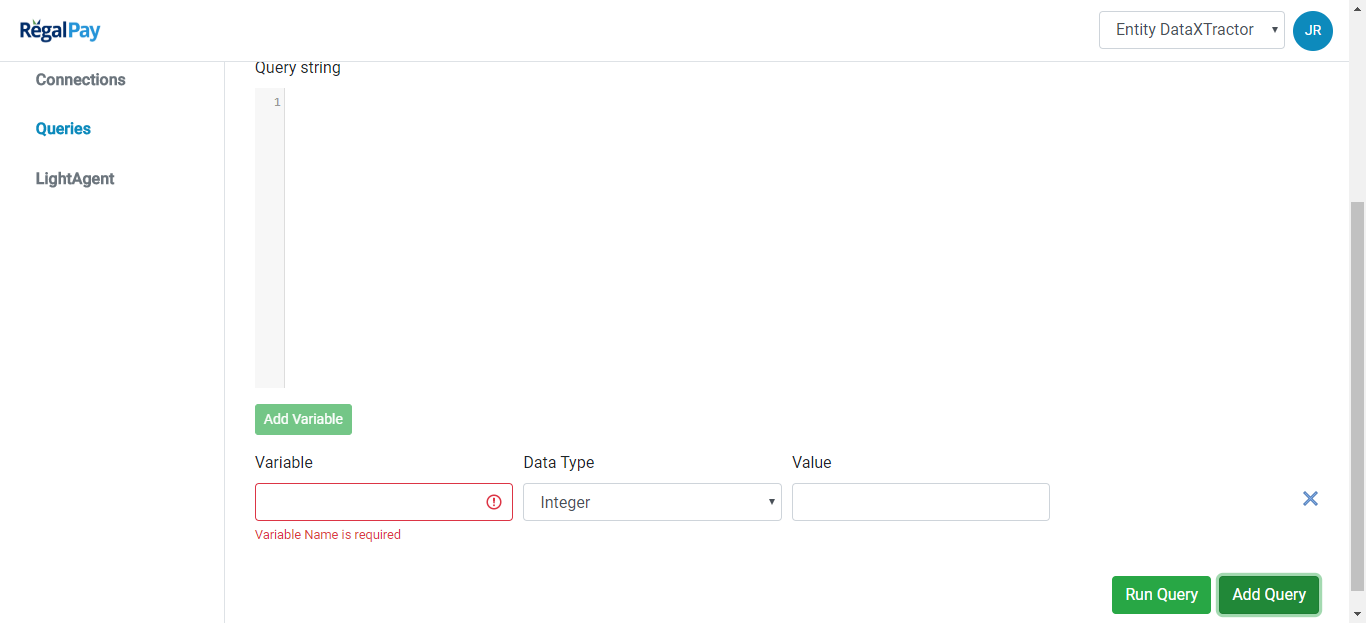 RegalPay
Entity DataXTractor
JR
Connections
Queries
LightAgent
Query string
1
Add Variable
Variable
Data Type
Value
Integer
Variable Name is required
Run Query
Add Query